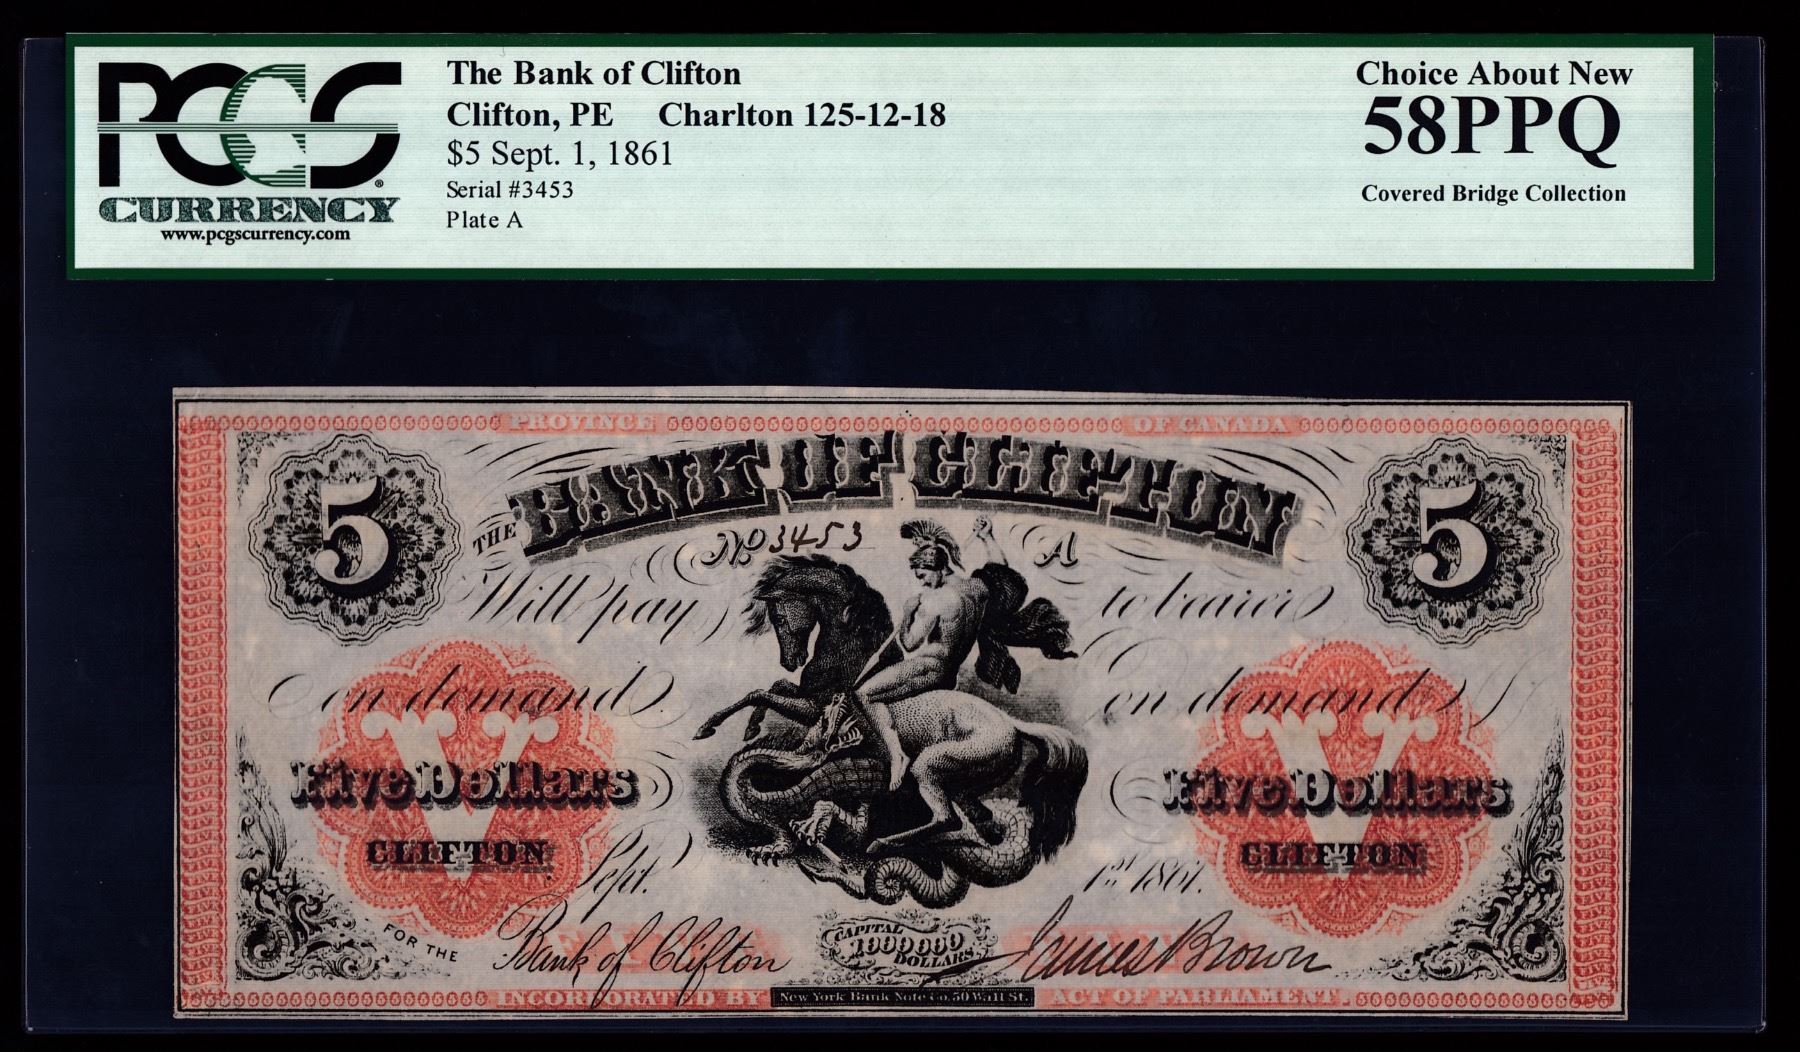 PCGS
CURRENCY
www.pcgscurrency.com
The Bank of Clifton
Clifton, PE Charlton 125-12-18
$5 Sept. 1, 1861
Serial #3453
Plate A
Choice About New
58PPQ
Covered Bridge Collection
PROVINCE OF CANADA
THE BANK OF CLIFTON
5 No 3453 A 5
Will pay to bearer
on demand on demand
V V
Five Dollars Five Dollars
CLIFTON CLIFTON
Sept. 1st 1861.
FOR THE Bank of Clifton
CAPITAL
1000000
DOLLARS
James Brown
INCORPORATED BY New York Bank Note Co. 50 Wall St. ACT OF PARLIAMENT.